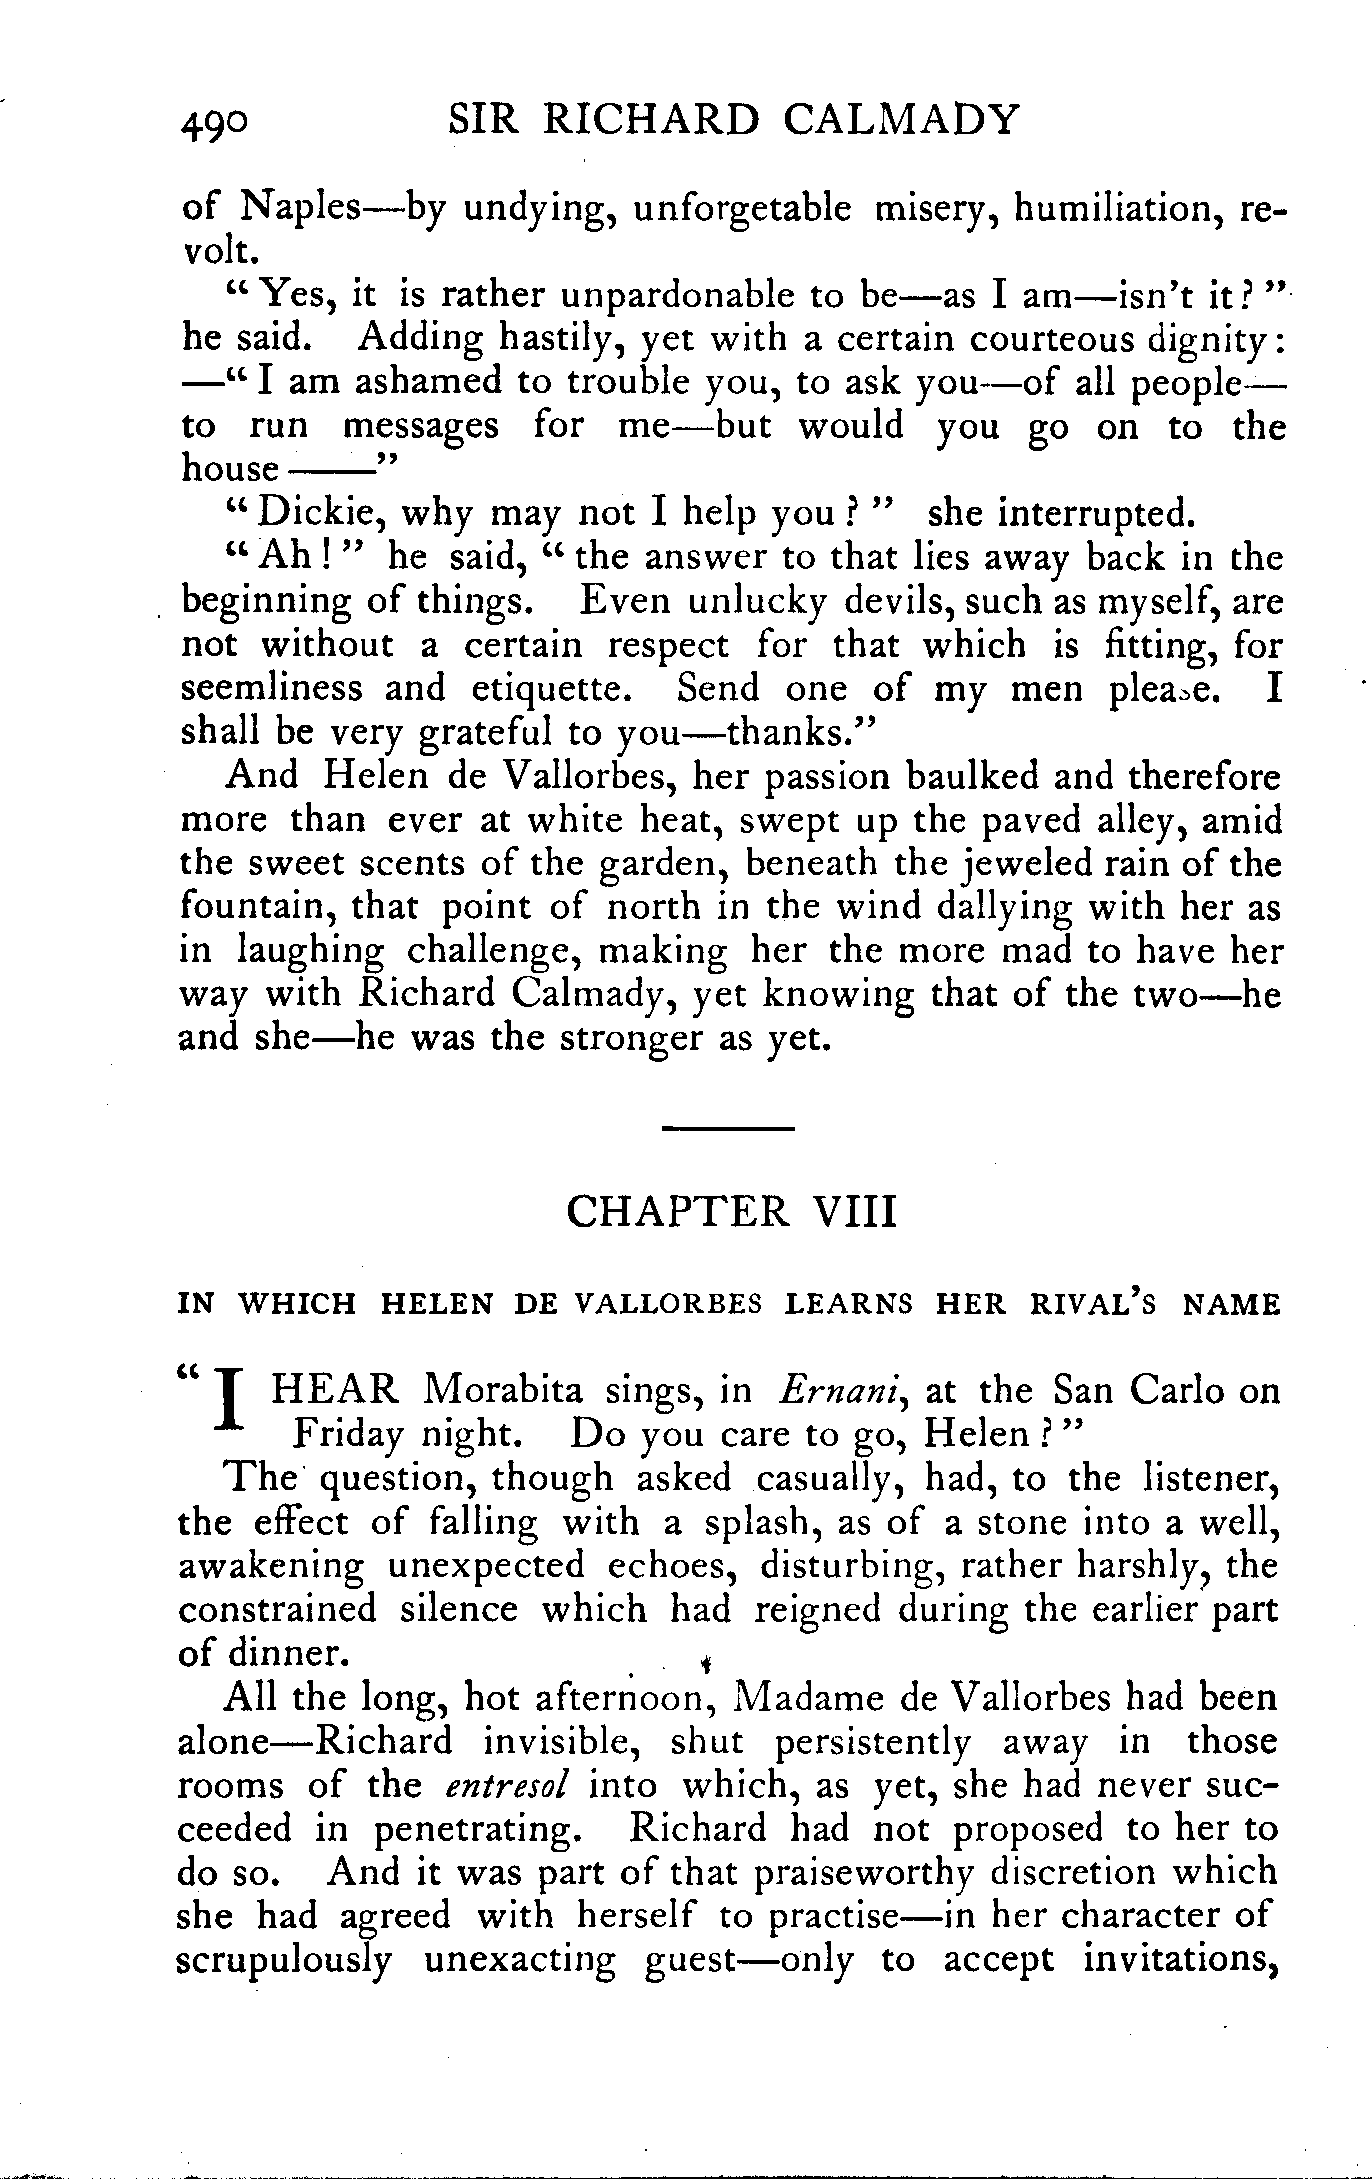 490 SIR RICHARD CALMADY
of Naples—by undying, unforgetable misery, humiliation, re-
volt.
“ Yes, it is rather unpardonable to be—as I am—isn’t it? ”
he said. Adding hastily, yet with a certain courteous dignity:
—“ I am ashamed to trouble you, to ask you—of all people—
to run messages for me—but would you go on to the
house ——”
“ Dickie, why may not I help you ? ” she interrupted.
“ Ah ! ” he said, “ the answer to that lies away back in the
beginning of things. Even unlucky devils, such as myself, are
not without a certain respect for that which is fitting, for
seemliness and etiquette. Send one of my men please. I
shall be very grateful to you—thanks.”
And Helen de Vallorbes, her passion baulked and therefore
more than ever at white heat, swept up the paved alley, amid
the sweet scents of the garden, beneath the jeweled rain of the
fountain, that point of north in the wind dallying with her as
in laughing challenge, making her the more mad to have her
way with Richard Calmady, yet knowing that of the two—he
and she—he was the stronger as yet.
CHAPTER VIII
IN WHICH HELEN DE VALLORBES LEARNS HER RIVAL’S NAME
“ I HEAR Morabita sings, in Ernani, at the San Carlo on
Friday night. Do you care to go, Helen ? ”
The question, though asked casually, had, to the listener,
the effect of falling with a splash, as of a stone into a well,
awakening unexpected echoes, disturbing, rather harshly, the
constrained silence which had reigned during the earlier part
of dinner.
All the long, hot afternoon, Madame de Vallorbes had been
alone—Richard invisible, shut persistently away in those
rooms of the entresol into which, as yet, she had never suc-
ceeded in penetrating. Richard had not proposed to her to
do so. And it was part of that praiseworthy discretion which
she had agreed with herself to practise—in her character of
scrupulously unexacting guest—only to accept invitations,